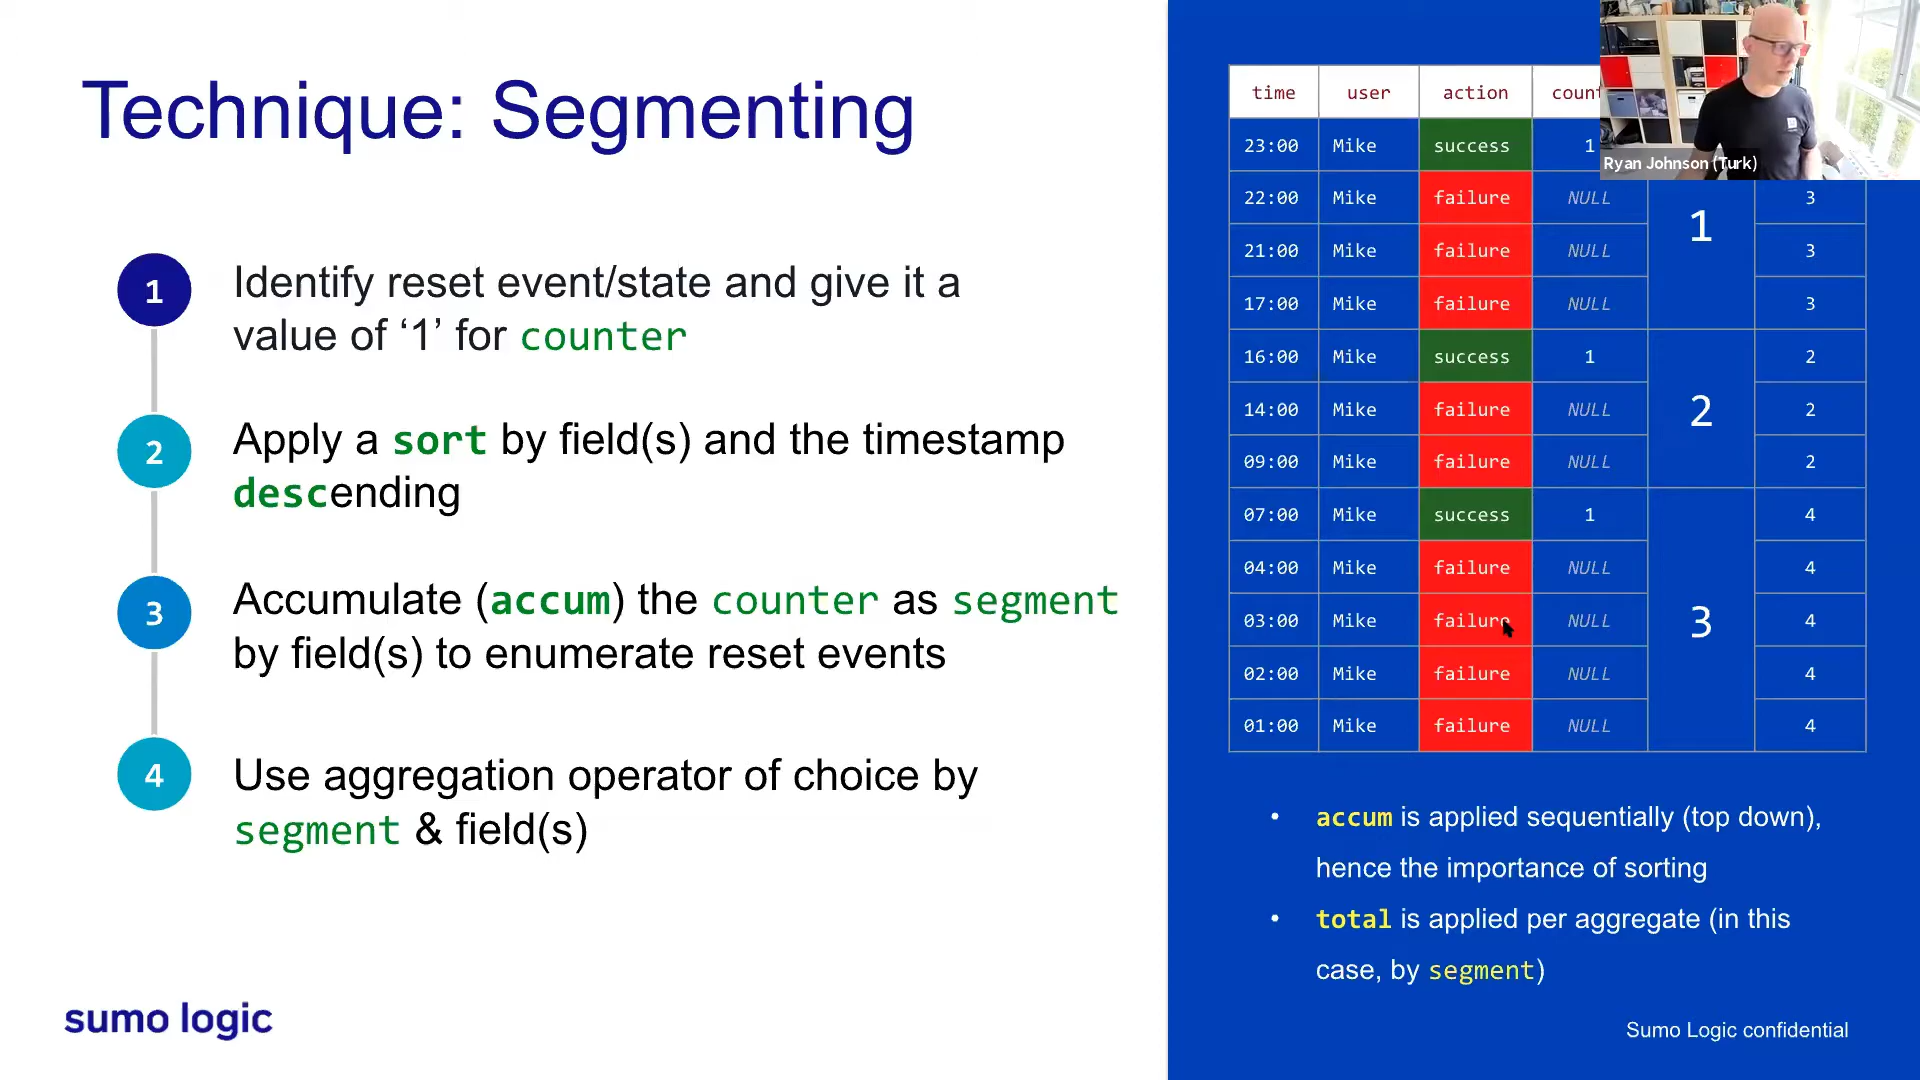 Technique: Segmenting
1
Identify reset event/state and give it a
value of ‘1’ for counter
2
Apply a sort by field(s) and the timestamp
descending
3
Accumulate (accum) the counter as segment
by field(s) to enumerate reset events
4
Use aggregation operator of choice by
segment & field(s)
sumo logic
time user action
23:00 Mike success 1
22:00 Mike failure NULL 3
21:00 Mike failure NULL 3
17:00 Mike failure NULL 3
1
16:00 Mike success 1 2
14:00 Mike failure NULL 2
09:00 Mike failure NULL 2
2
07:00 Mike success 1 4
04:00 Mike failure NULL 4
03:00 Mike failure NULL 4
02:00 Mike failure NULL 4
01:00 Mike failure NULL 4
3
Ryan Johnson (Turk)
• accum is applied sequentially (top down),
hence the importance of sorting
• total is applied per aggregate (in this
case, by segment)
Sumo Logic confidential